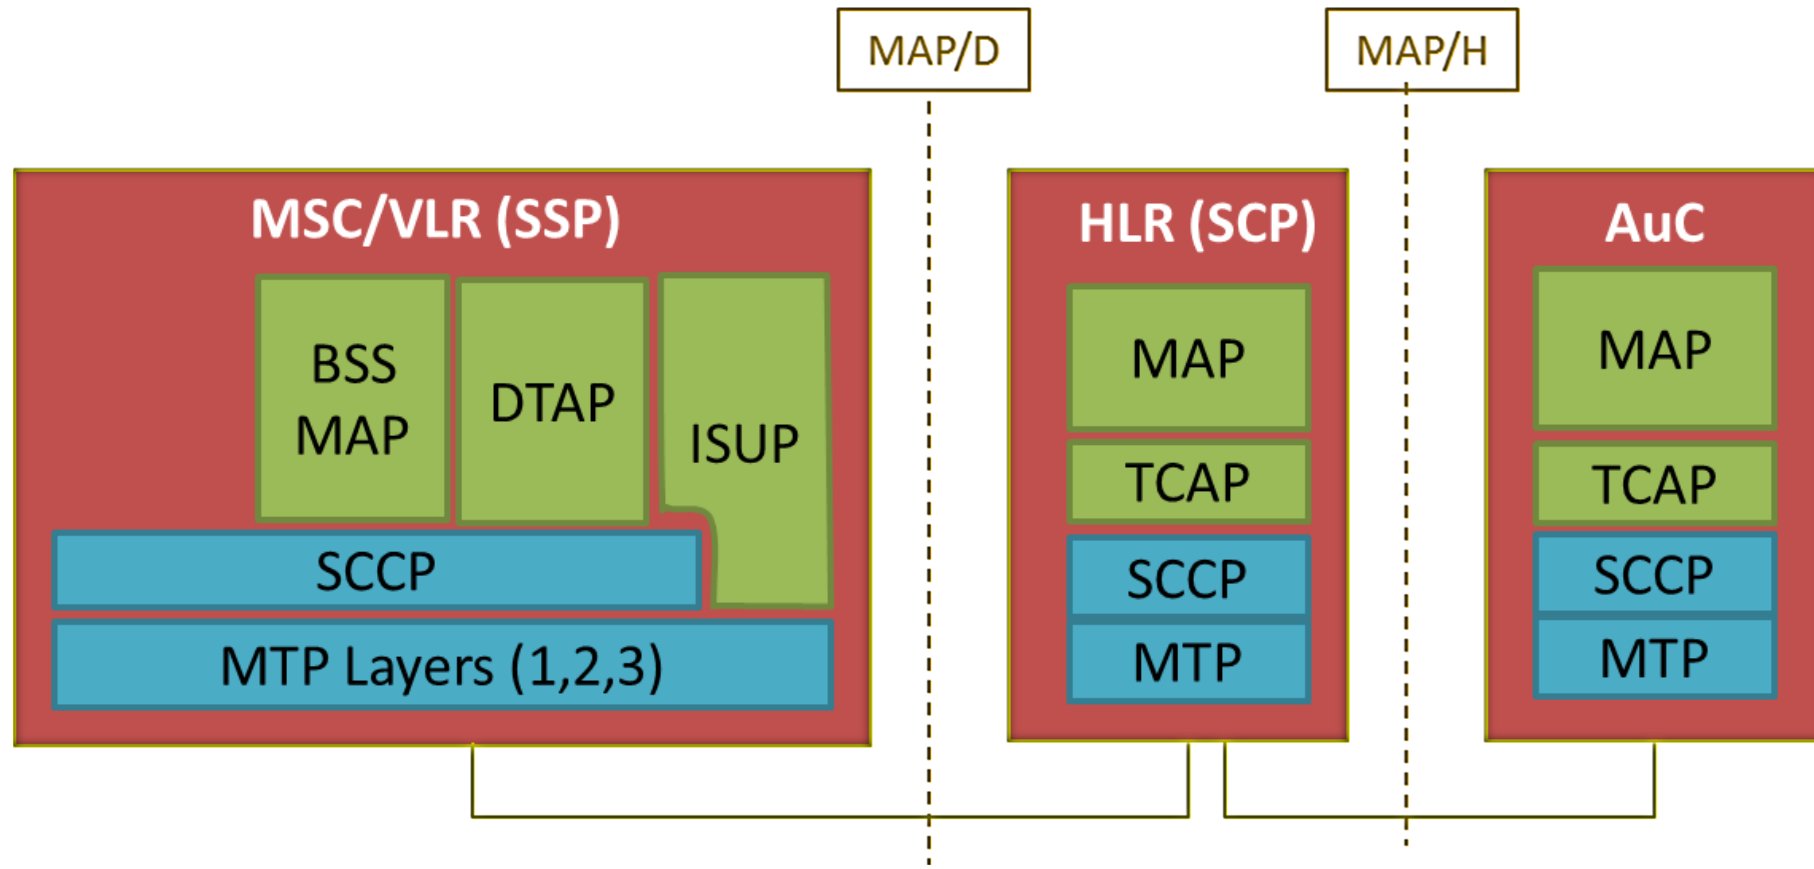 MAP/D
MAP/H
MSC/VLR (SSP)
BSS
MAP
DTAP
ISUP
SCCP
MTP Layers (1,2,3)
HLR (SCP)
MAP
TCAP
SCCP
MTP
AuC
MAP
TCAP
SCCP
MTP